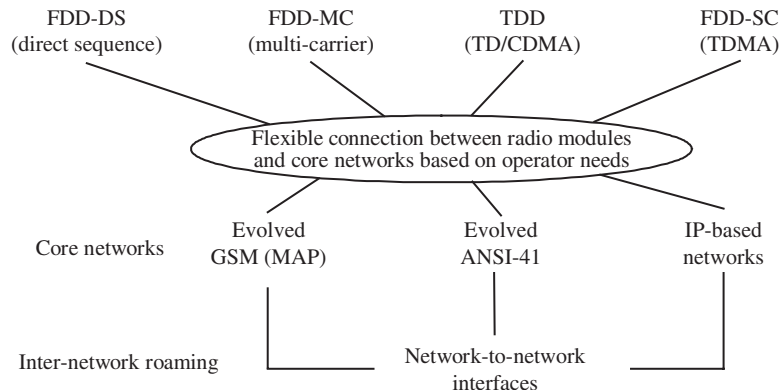 FDD-DS
(direct sequence)
FDD-MC
(multi-carrier)
TDD
(TD/CDMA)
FDD-SC
(TDMA)
Flexible connection between radio modules
and core networks based on operator needs
Core networks
Evolved
GSM (MAP)
Evolved
ANSI-41
IP-based
networks
Inter-network roaming
Network-to-network
interfaces